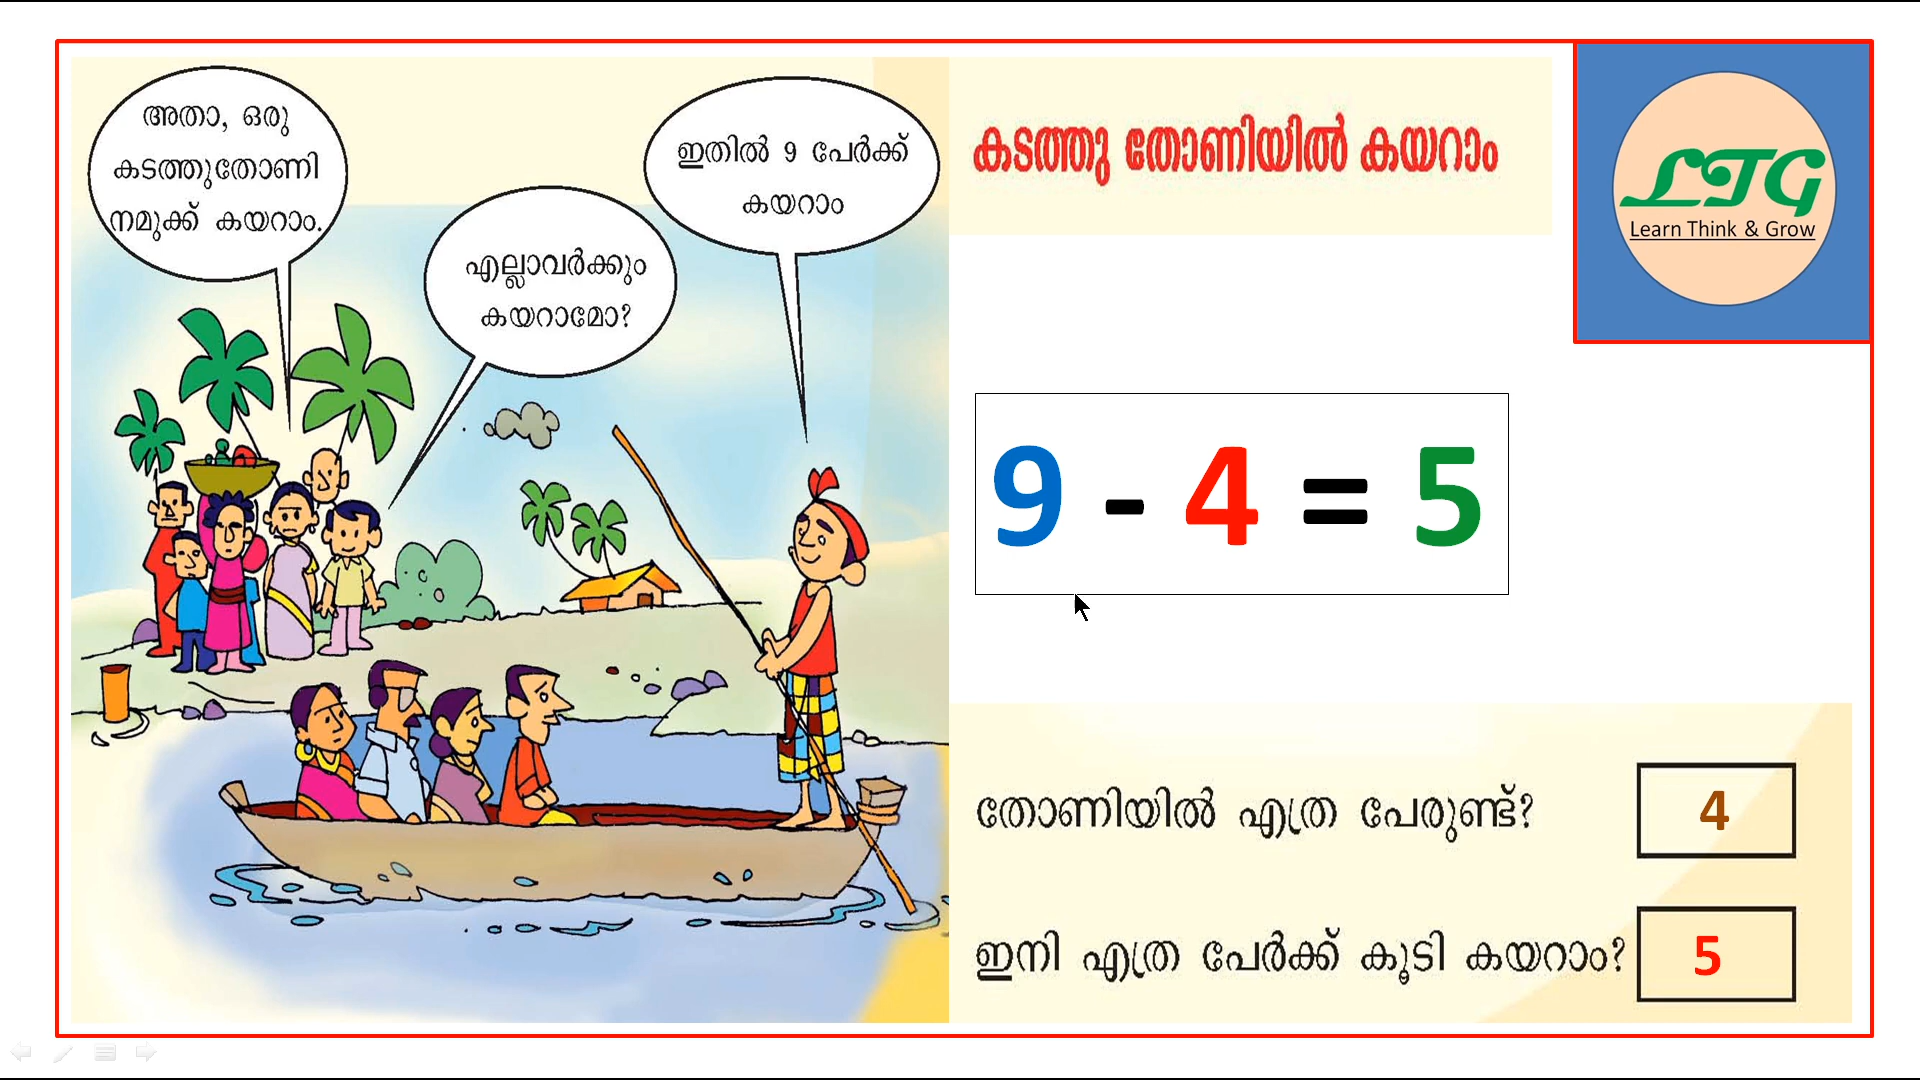 അതാ, ഒരു
കടത്തുതോണി
നമുക്ക് കയറാം.
എല്ലാവർക്കും
കയറാമോ?
ഇതിൽ 9 പേർക്ക്
കയറാം
കടത്തു തോണിയിൽ കയറാം
LTG
Learn Think & Grow
9 - 4 = 5
തോണിയിൽ എത്ര പേരുണ്ട്?
4
ഇനി എത്ര പേർക്ക് കൂടി കയറാം?
5